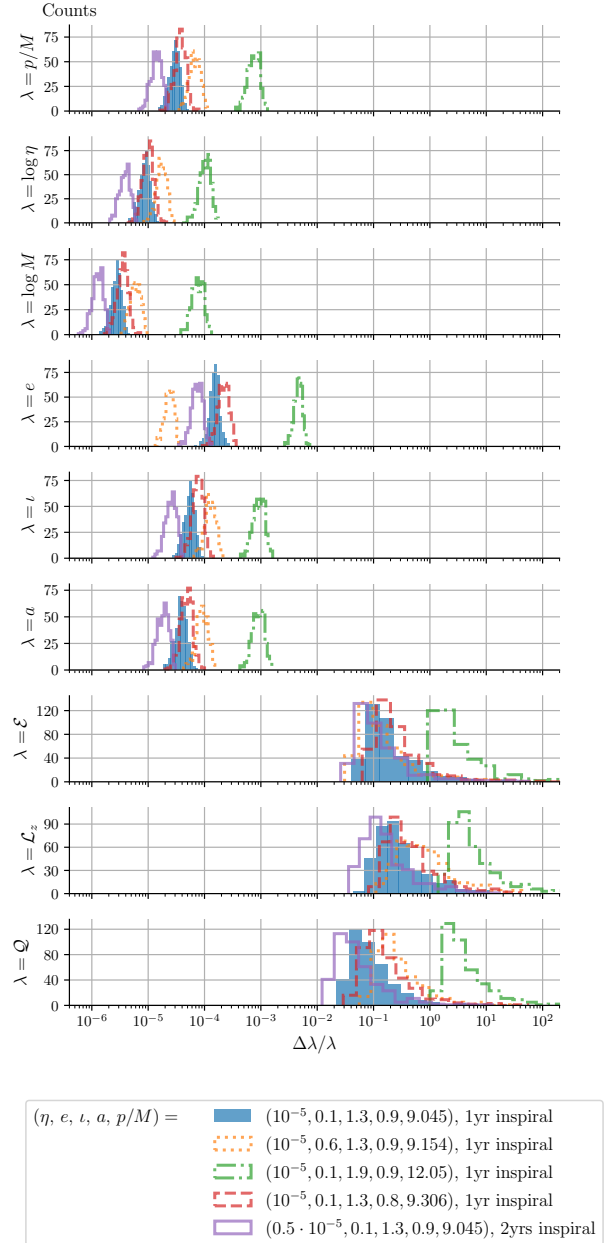 Counts
75
50
25
0
λ = p/M
75
50
25
0
λ = log η
75
50
25
0
λ = log M
75
50
25
0
λ = e
75
50
25
0
λ = ι
75
50
25
0
λ = a
120
80
40
0
λ = ℰ
90
60
30
0
λ = ℒ_z
120
80
40
0
λ = 𝒬
10⁻⁶ 10⁻⁵ 10⁻⁴ 10⁻³ 10⁻² 10⁻¹ 10⁰ 10¹ 10²
Δλ/λ
(η, e, ι, a, p/M) =
(10⁻⁵, 0.1, 1.3, 0.9, 9.045), 1yr inspiral
(10⁻⁵, 0.6, 1.3, 0.9, 9.154), 1yr inspiral
(10⁻⁵, 0.1, 1.9, 0.9, 12.05), 1yr inspiral
(10⁻⁵, 0.1, 1.3, 0.8, 9.306), 1yr inspiral
(0.5 · 10⁻⁵, 0.1, 1.3, 0.9, 9.045), 2yrs inspiral